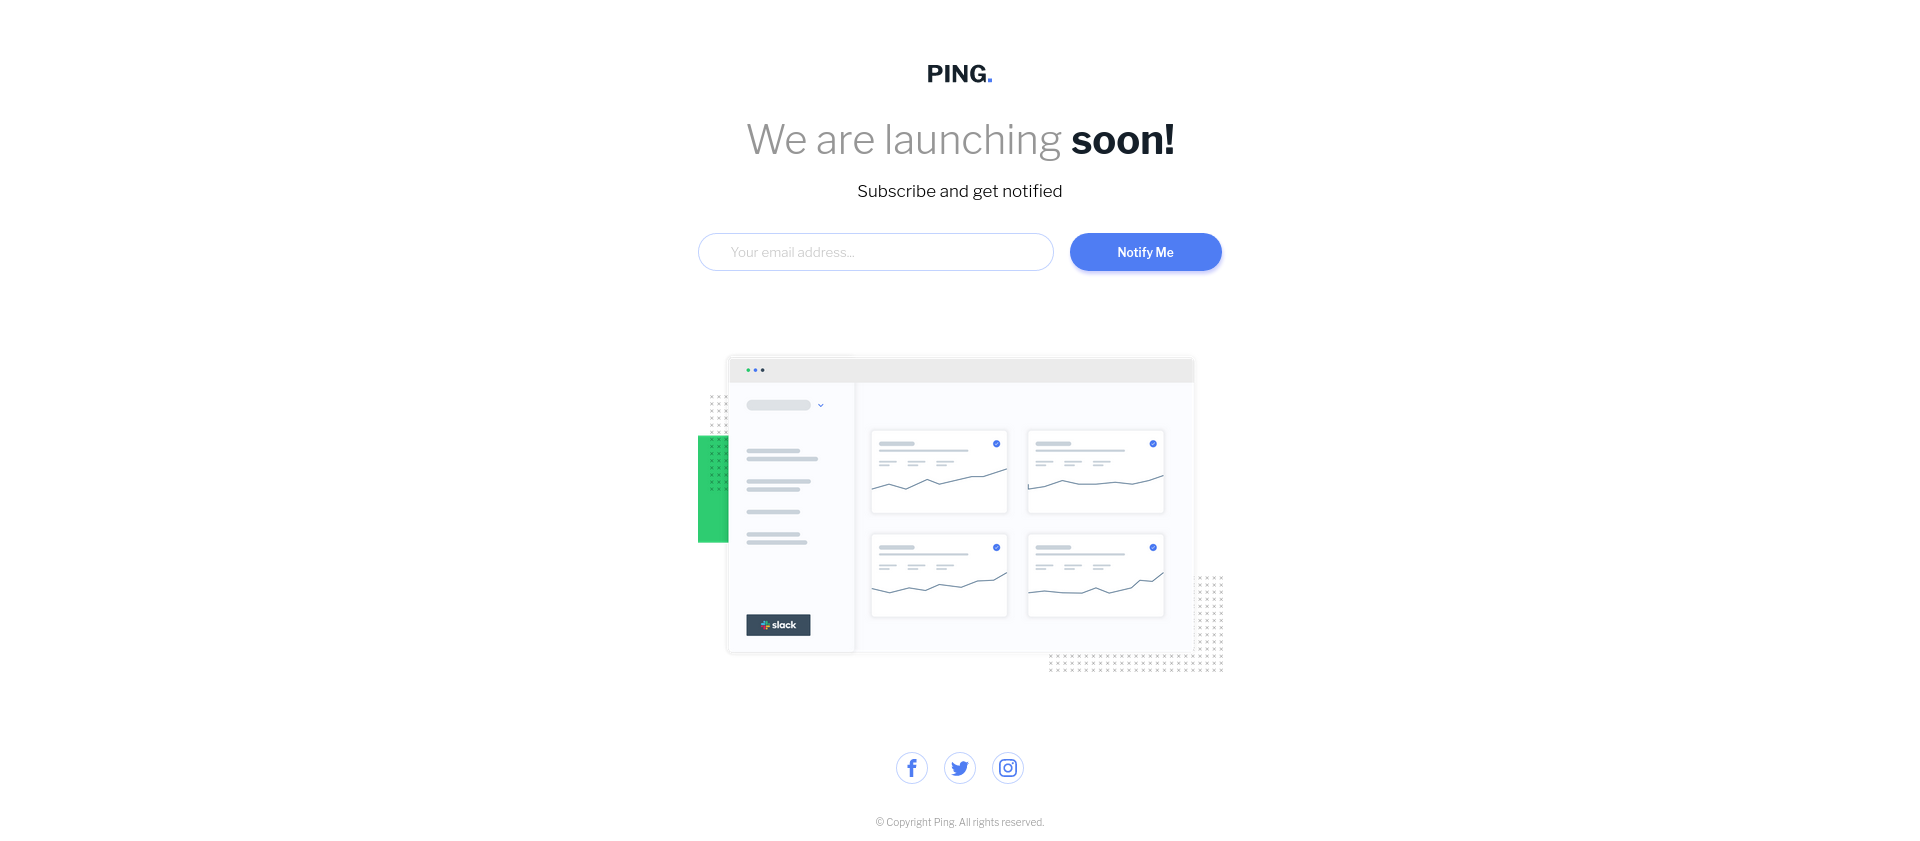 PING.
We are launching soon!
Subscribe and get notified
Your email address...
Notify Me
slack
© Copyright Ping. All rights reserved.